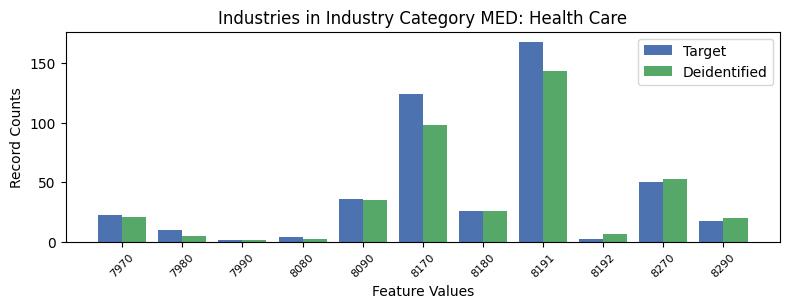 Industries in Industry Category MED: Health Care
Target
Deidentified
Record Counts
150
100
50
0
7970 7980 7990 8080 8090 8170 8180 8191 8192 8270 8290
Feature Values